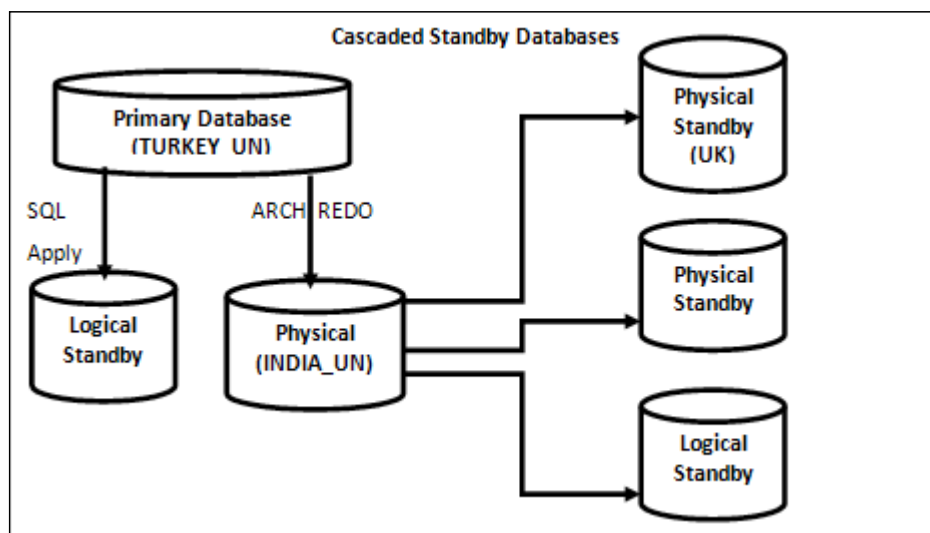 Cascaded Standby Databases
Primary Database
(TURKEY_UN)
SQL
Apply
ARCH REDO
Logical
Standby
Physical
(INDIA_UN)
Physical
Standby
(UK)
Physical
Standby
Logical
Standby